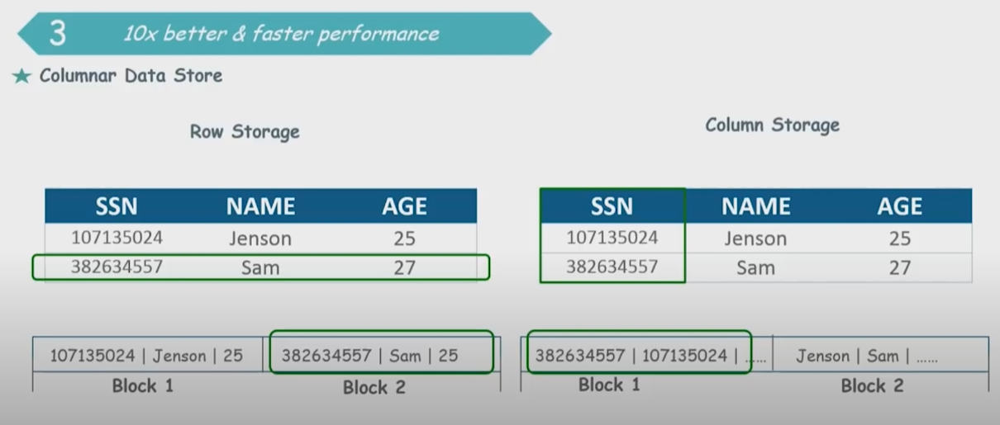 3 10x better & faster performance
★ Columnar Data Store
Row Storage
SSN NAME AGE
107135024 Jenson 25
382634557 Sam 27
107135024 | Jenson | 25 382634557 | Sam | 25
Block 1 Block 2
Column Storage
SSN NAME AGE
107135024 Jenson 25
382634557 Sam 27
382634557 | 107135024 | ...... Jenson | Sam | ......
Block 1 Block 2